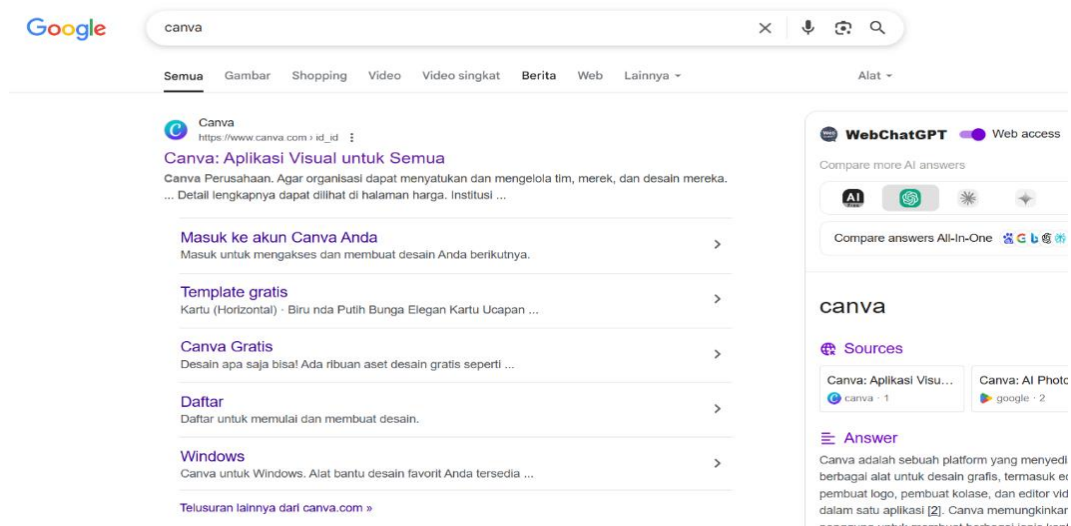 Google
canva
Semua Gambar Shopping Video Video singkat Berita Web Lainnya Alat
Canva
https://www.canva.com › id_id
Canva: Aplikasi Visual untuk Semua
Canva Perusahaan. Agar organisasi dapat menyatukan dan mengelola tim, merek, dan desain mereka.
... Detail lengkapnya dapat dilihat di halaman harga. Institusi ...
Masuk ke akun Canva Anda
Masuk untuk mengakses dan membuat desain Anda berikutnya.
Template gratis
Kartu (Horizontal) · Biru nda Putih Bunga Elegan Kartu Ucapan ...
Canva Gratis
Desain apa saja bisa! Ada ribuan aset desain gratis seperti ...
Daftar
Daftar untuk memulai dan membuat desain.
Windows
Canva untuk Windows. Alat bantu desain favorit Anda tersedia ...
Telusuran lainnya dari canva.com »
WebChatGPT Web access
Compare more AI answers
AI
Compare answers All-In-One
canva
Sources
Canva: Aplikasi Visu... Canva: AI Photo
canva · 1 google · 2
Answer
Canva adalah sebuah platform yang menyedi
berbagai alat untuk desain grafis, termasuk e
pembuat logo, pembuat kolase, dan editor vid
dalam satu aplikasi [2]. Canva memungkinkan